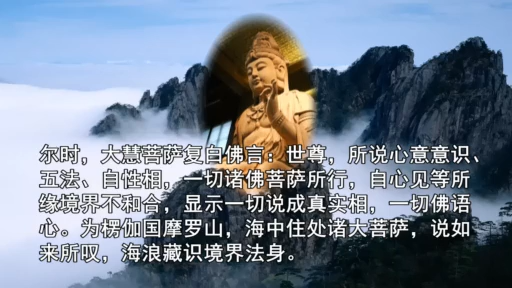 尔时，大慧菩萨复白佛言：世尊，所说心意意识、
五法、自性相，一切诸佛菩萨所行，自心见等所
缘境界不和合，显示一切说成真实相，一切佛语
心。为楞伽国摩罗山，海中住处诸大菩萨，说如
来所叹，海浪藏识境界法身。